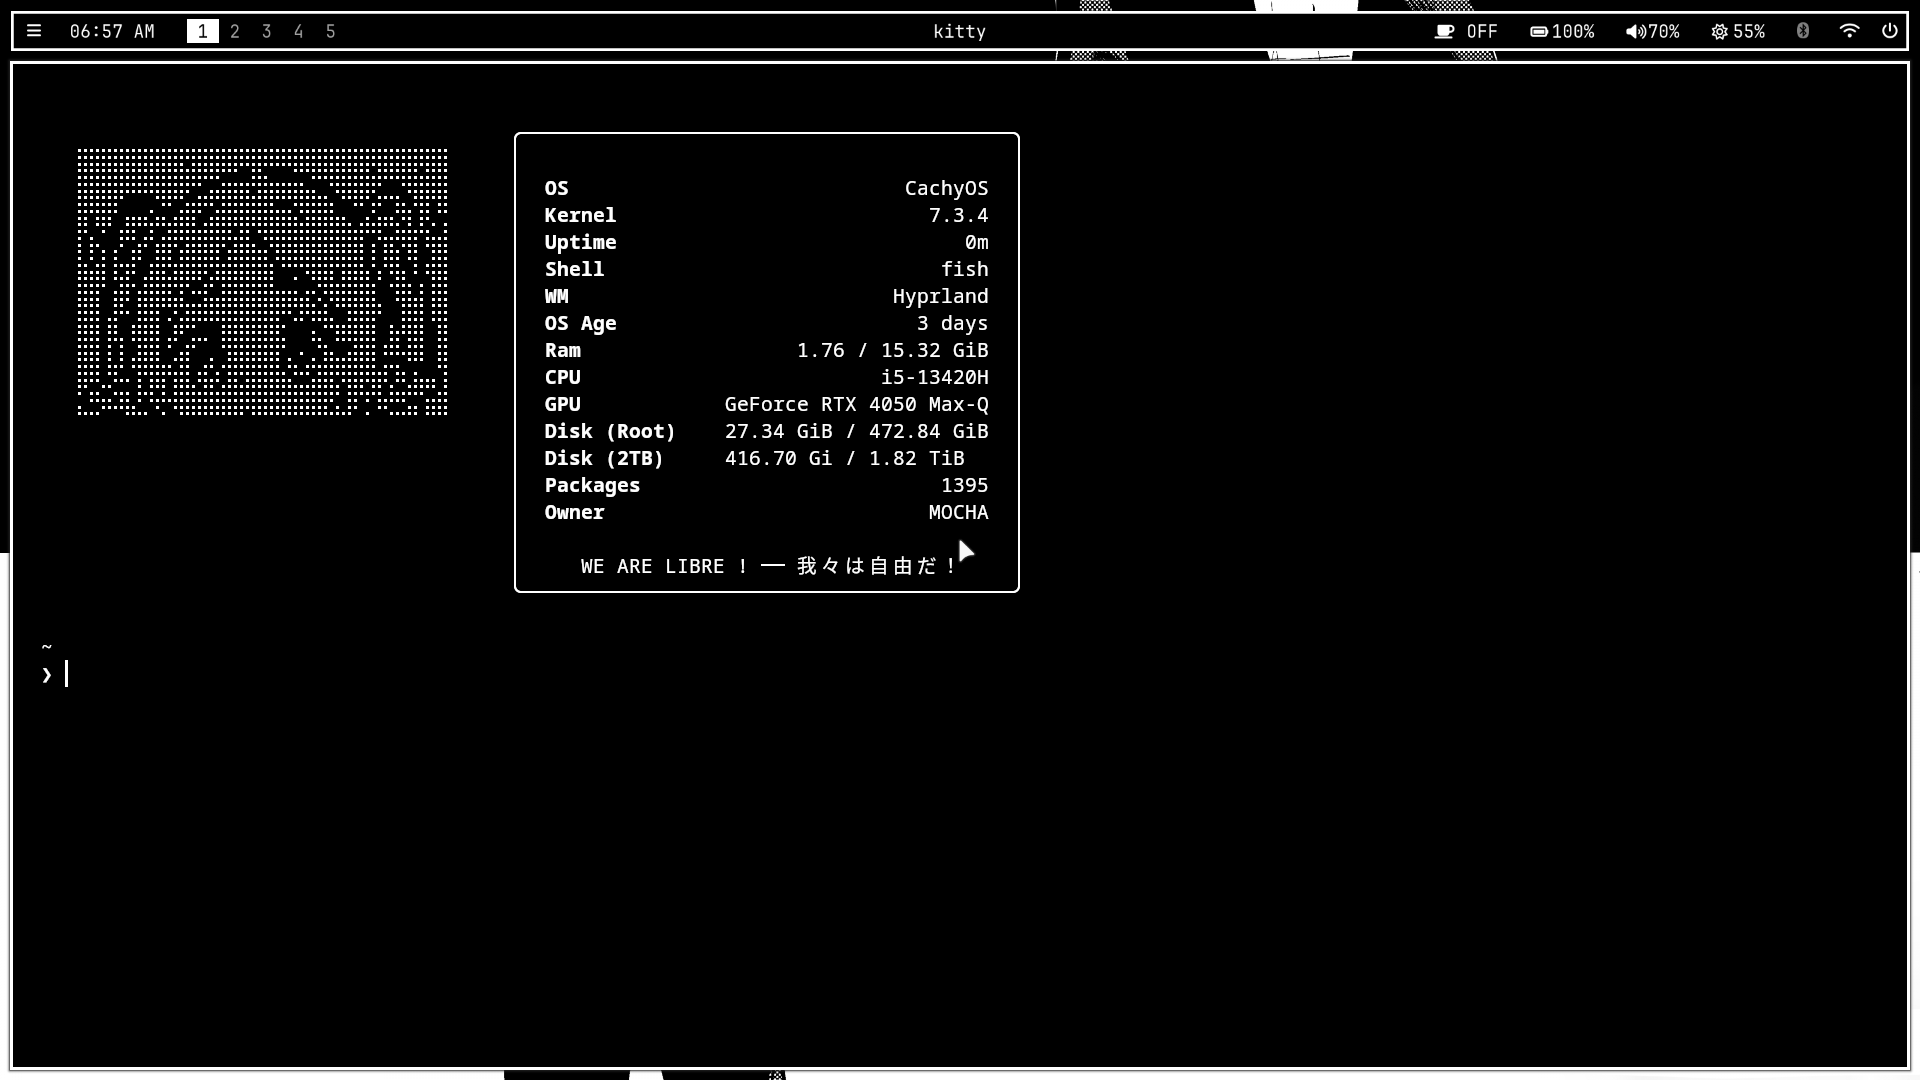 06:57 AM 1 2 3 4 5 kitty OFF 100% 70% 55%
OS CachyOS
Kernel 7.3.4
Uptime 0m
Shell fish
WM Hyprland
OS Age 3 days
Ram 1.76 / 15.32 GiB
CPU i5-13420H
GPU GeForce RTX 4050 Max-Q
Disk (Root) 27.34 GiB / 472.84 GiB
Disk (2TB) 416.70 Gi / 1.82 TiB
Packages 1395
Owner MOCHA
WE ARE LIBRE ! ── 我々は自由だ！
~
❯